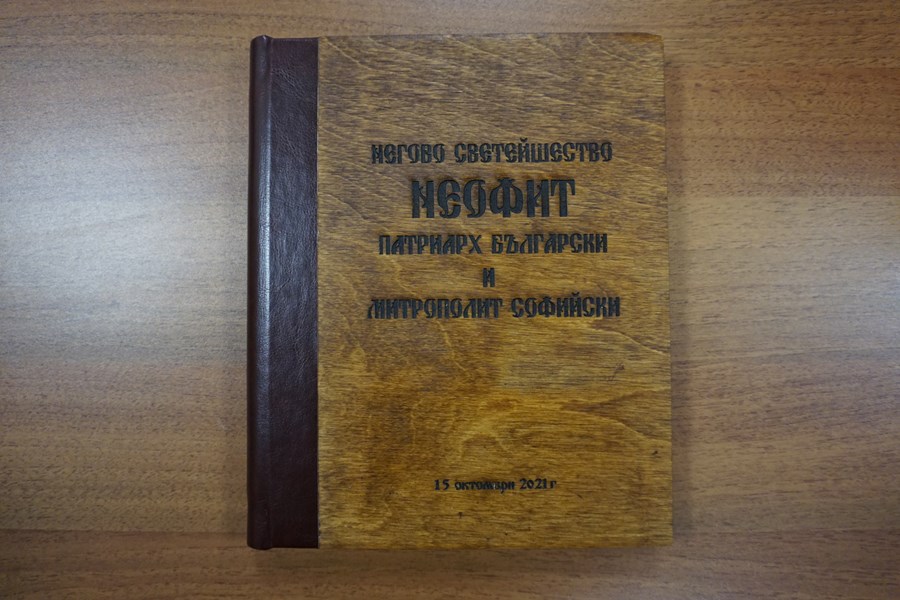 НЕГОВО СВЕТЕЙШЕСТВО
НЕОФИТ
ПАТРИАРХ БЪЛГАРСКИ
И
МИТРОПОЛИТ СОФИЙСКИ
15 октомври 2021 г